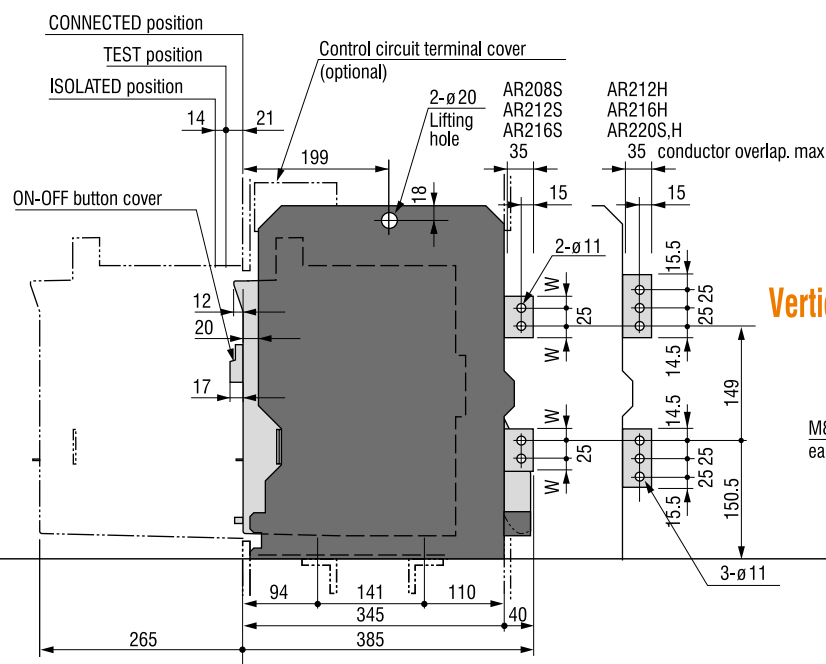 CONNECTED position
TEST position
ISOLATED position
14
21
Control circuit terminal cover
(optional)
2-ø20
Lifting
hole
199
18
AR208S
AR212S
AR216S
35
15
AR212H
AR216H
AR220S,H
35
conductor overlap. max
15
ON-OFF button cover
2-ø11
12
20
17
W
25
W
15.5
25
25
14.5
Vertic
149
W
25
W
14.5
25
25
15.5
150.5
M8
ea
3-ø11
94
141
110
345
40
265
385